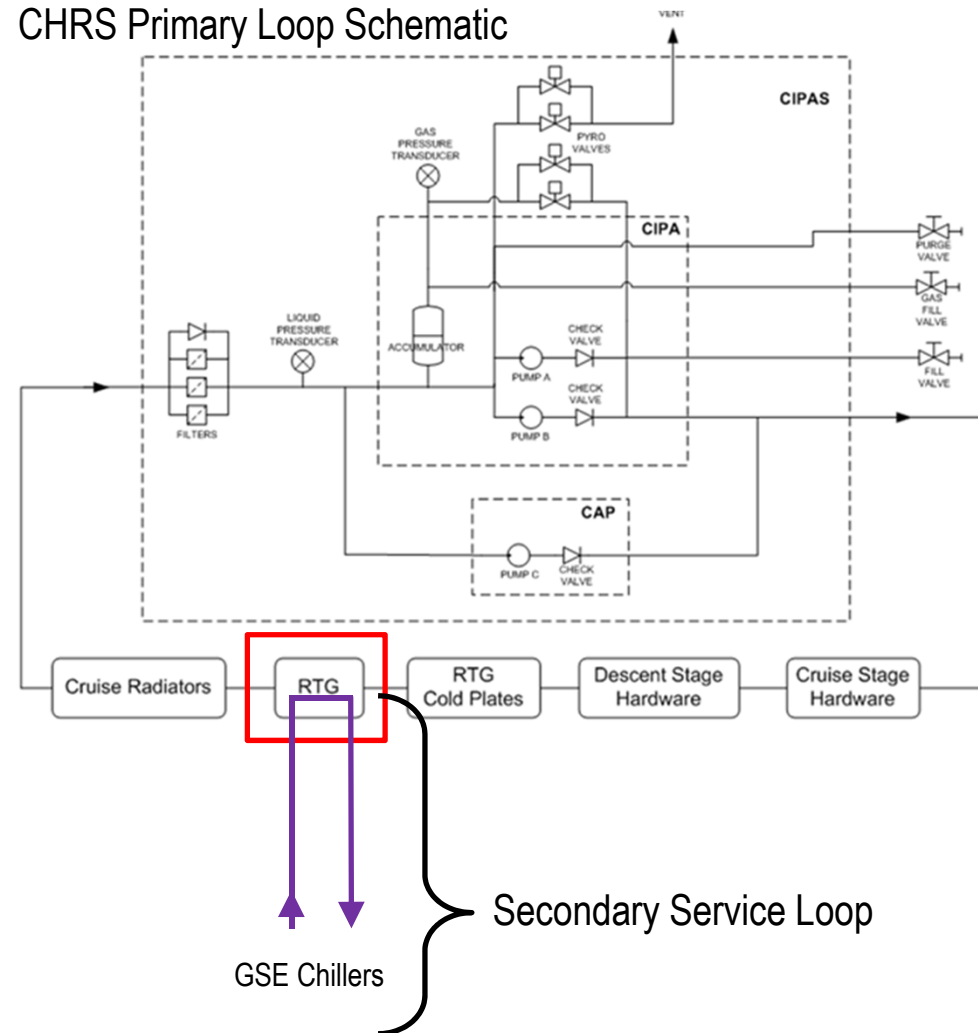 CHRS Primary Loop Schematic
VENT
CIPAS
GAS
PRESSURE
TRANSDUCER
PYRO
VALVES
CIPA
PURGE
VALVE
GAS
FILL
VALVE
LIQUID
PRESSURE
TRANSDUCER
ACCUMULATOR
CHECK
VALVE
PUMP A
FILL
VALVE
CHECK
VALVE
PUMP B
FILTERS
CAP
PUMP C
CHECK
VALVE
Cruise Radiators
RTG
RTG
Cold Plates
Descent Stage
Hardware
Cruise Stage
Hardware
Secondary Service Loop
GSE Chillers